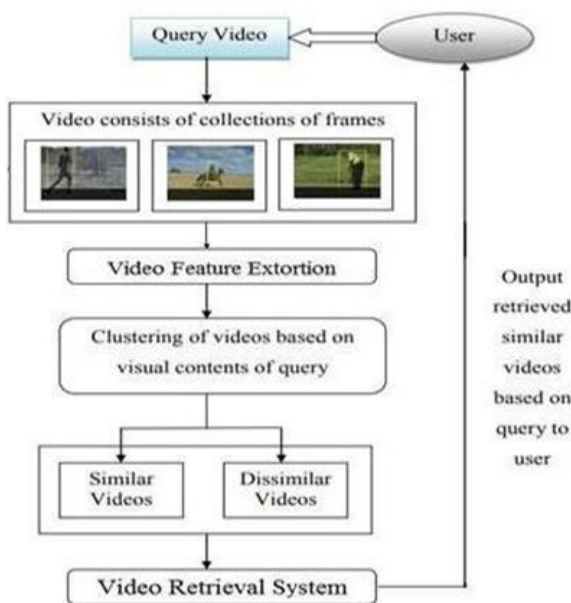 Query Video
User
Video consists of collections of frames
Video Feature Extortion
Clustering of videos based on
visual contents of query
Similar
Videos
Dissimilar
Videos
Video Retrieval System
Output
retrieved
similar
videos
based on
query to
user